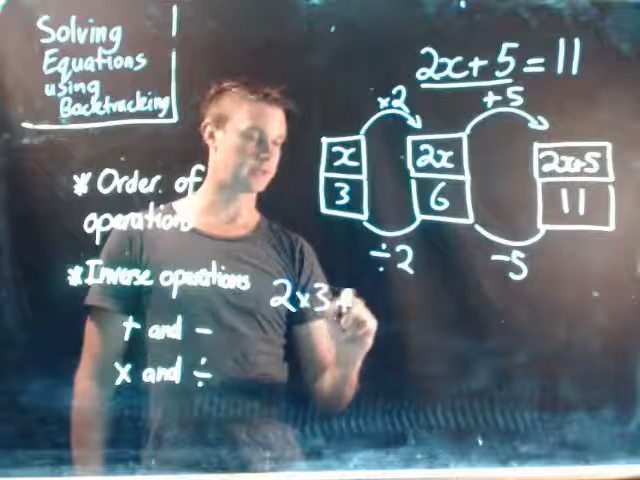 Solving
Equations
using
Backtracking
2x + 5 = 11
×2
+5
x
2x
2x+5
3
6
11
÷2
-5
* Order of
operations
* Inverse operations
+ and -
x and ÷
2×3